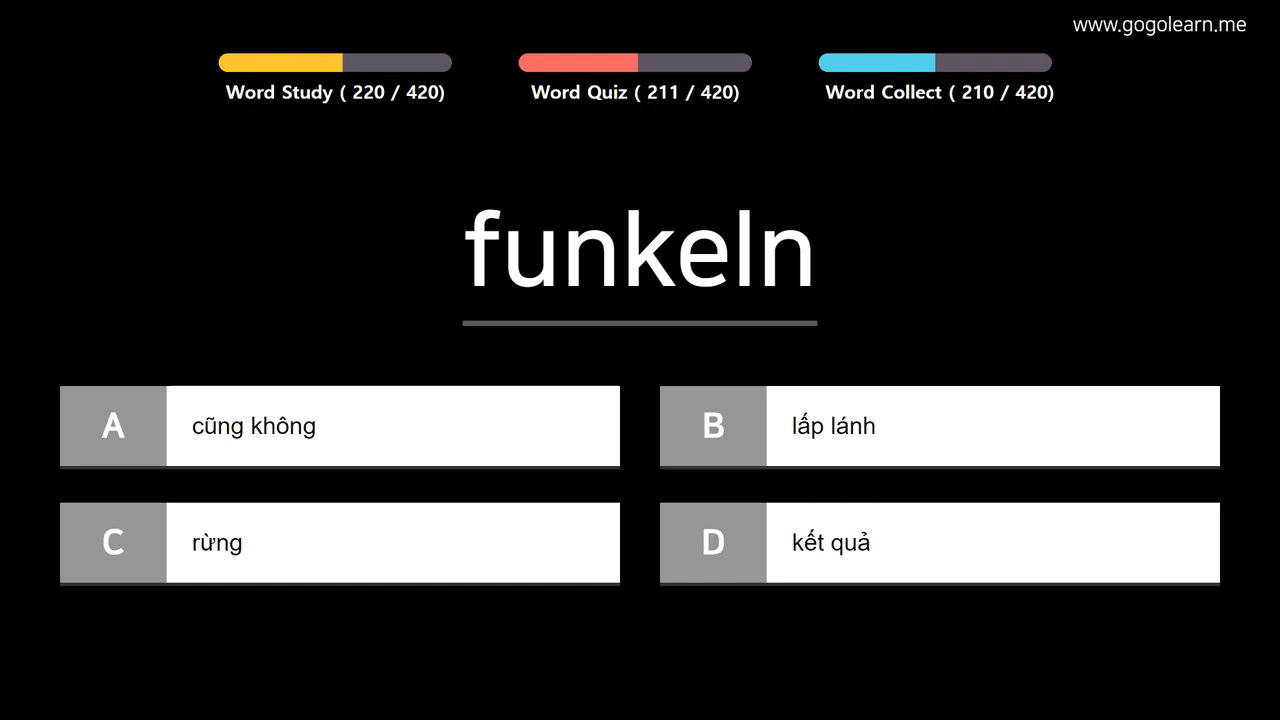 www.gogolearn.me
Word Study ( 220 / 420)
Word Quiz ( 211 / 420)
Word Collect ( 210 / 420)
funkeln
A cũng không
B lấp lánh
C rừng
D kết quả